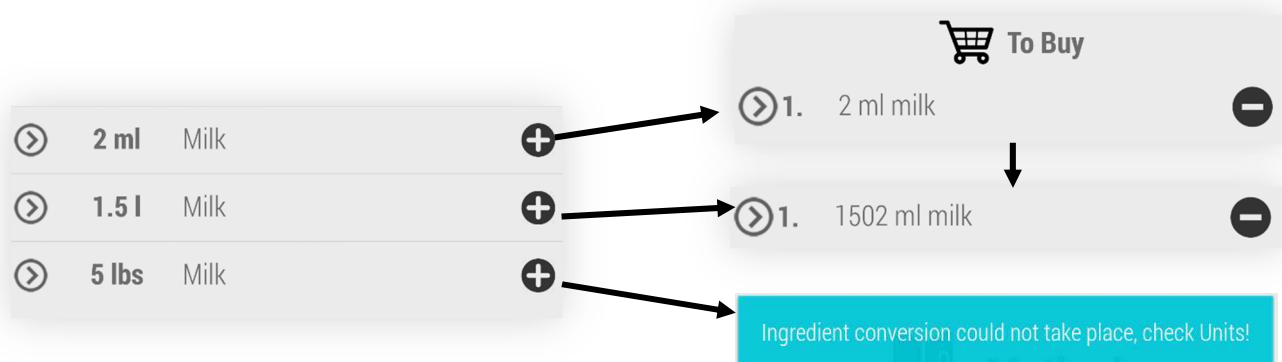 2 ml Milk
1.5 l Milk
5 lbs Milk
To Buy
1. 2 ml milk
1. 1502 ml milk
Ingredient conversion could not take place, check Units!